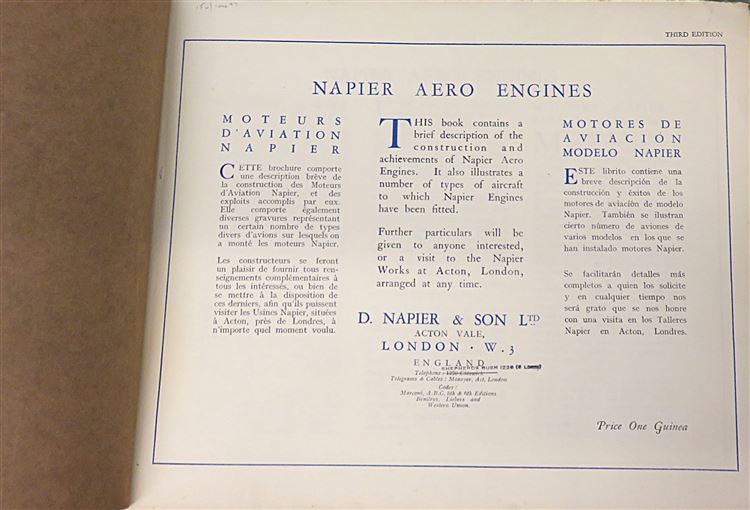 THIRD EDITION
NAPIER AERO ENGINES
MOTEURS
D'AVIATION
NAPIER
CETTE brochure comporte
une description brève de
la construction des Moteurs
d'Aviation Napier, et des
exploits accomplis par eux.
Elle comporte également
diverses gravures représentant
un certain nombre de types
divers d'avions sur lesquels on
a monté les moteurs Napier.
Les constructeurs se feront
un plaisir de fournir tous ren-
seignements complémentaires à
tous les intéressés, ou bien de
se mettre à la disposition de
ces derniers, afin qu'ils puissent
visiter les Usines Napier, situées
à Acton, près de Londres, à
n'importe quel moment voulu.
THIS book contains a
brief description of the
construction and
achievements of Napier Aero
Engines. It also illustrates a
number of types of aircraft
to which Napier Engines
have been fitted.
Further particulars will be
given to anyone interested,
or a visit to the Napier
Works at Acton, London,
arranged at any time.
D. NAPIER & SON LTD
ACTON VALE,
LONDON · W.3
ENGLAND
SHEPHERDS BUSH 1220 (8 LINES)
Telephone: 1220 Chiswick
Telegrams & Cables: Moneyer, Act, London
Codes:
Marconi, A.B.C. 5th & 6th Editions
Bentleys, Liebers and
Western Union.
MOTORES DE
AVIACIÓN
MODELO NAPIER
ESTE librito contiene una
breve descripción de la
construcción y éxitos de los
motores de aviación de modelo
Napier. También se ilustran
cierto número de aviones de
varios modelos en los que se
han instalado motores Napier.
Se facilitarán detalles más
completos a quien los solicite
y en cualquier tiempo nos
será grato que se nos honre
con una visita en los Talleres
Napier en Acton, Londres.
Price One Guinea